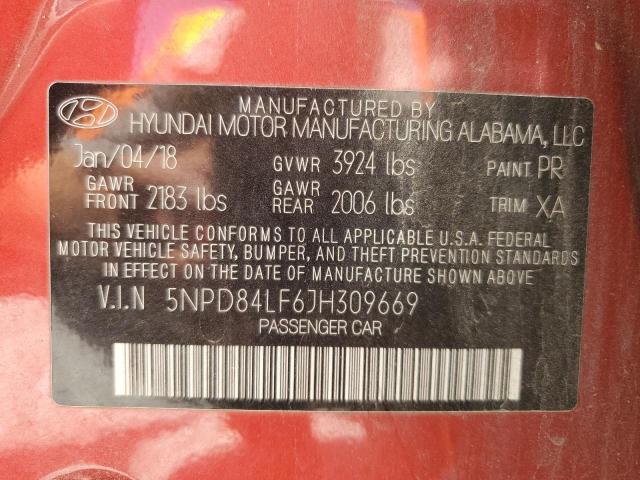 MANUFACTURED BY
HYUNDAI MOTOR MANUFACTURING ALABAMA, LLC
Jan/04/18 GVWR 3924 lbs PAINT PR
GAWR FRONT 2183 lbs GAWR REAR 2006 lbs TRIM XA
THIS VEHICLE CONFORMS TO ALL APPLICABLE U.S.A. FEDERAL
MOTOR VEHICLE SAFETY, BUMPER, AND THEFT PREVENTION STANDARDS
IN EFFECT ON THE DATE OF MANUFACTURE SHOWN ABOVE
V.I.N 5NPD84LF6JH309669
PASSENGER CAR